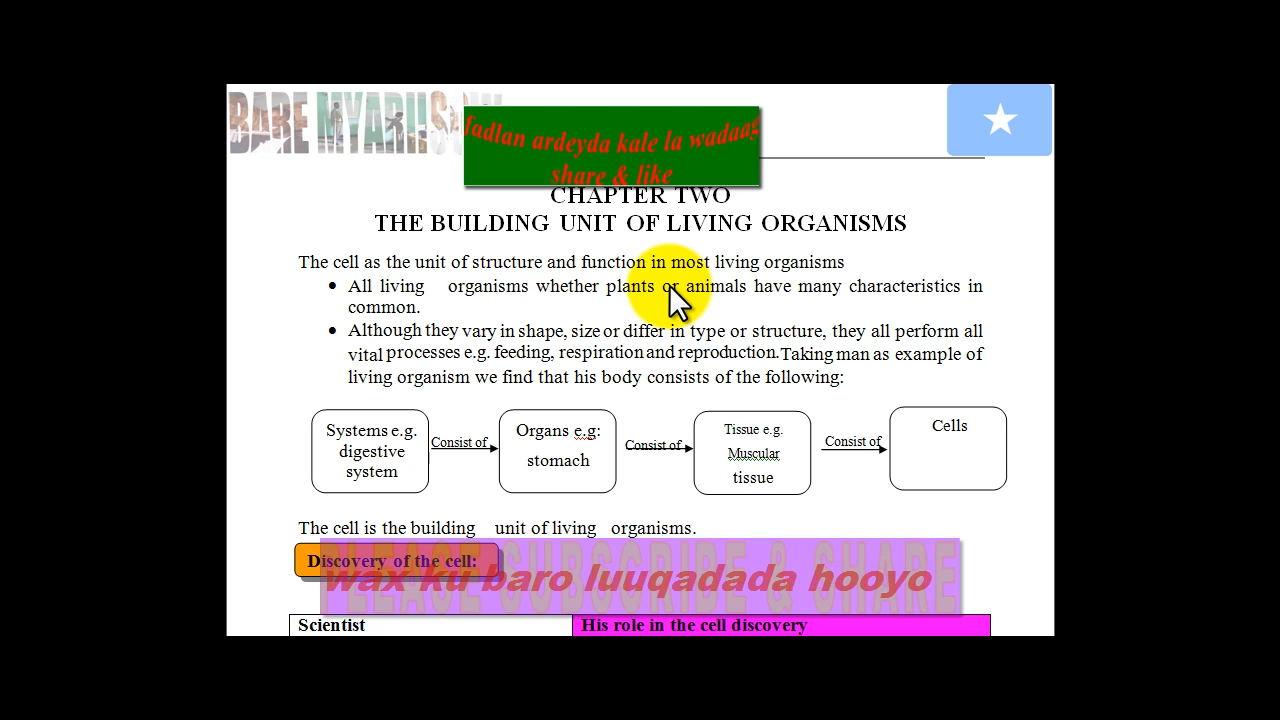 BARE MYARII
fadlan ardeyda kale la wadaag
share & like
CHAPTER TWO
THE BUILDING UNIT OF LIVING ORGANISMS
The cell as the unit of structure and function in most living organisms
• All living organisms whether plants or animals have many characteristics in
common.
• Although they vary in shape, size or differ in type or structure, they all perform all
vital processes e.g. feeding, respiration and reproduction. Taking man as example of
living organism we find that his body consists of the following:
Systems e.g.
digestive
system
Consist of
Organs e.g:
stomach
Consist of
Tissue e.g.
Muscular
tissue
Consist of
Cells
The cell is the building unit of living organisms.
Discovery of the cell:
PLEASE SUBSCRIBE & SHARE
wax ku baro luuqadada hooyo
Scientist
His role in the cell discovery